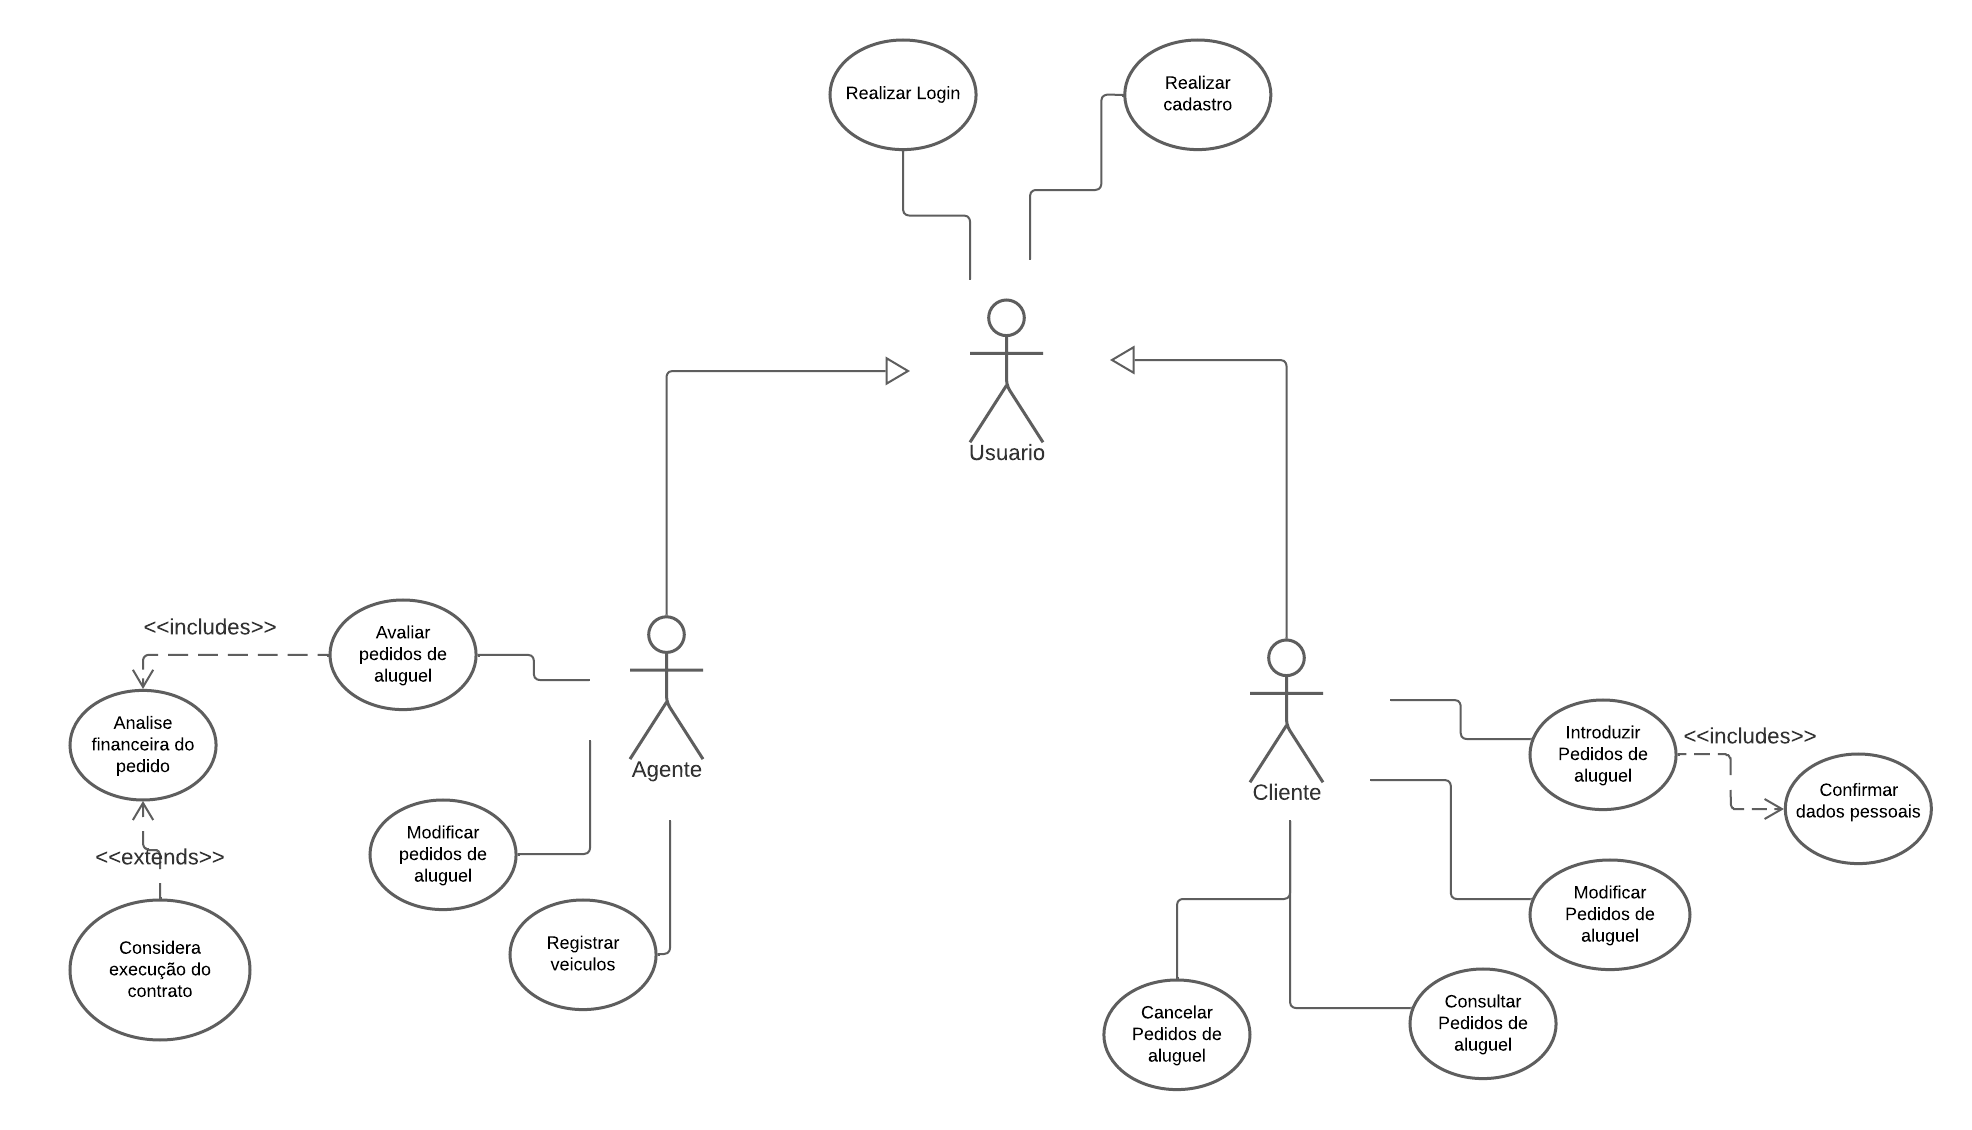 Realizar Login
Realizar
cadastro
Usuario
<<includes>>
Avaliar
pedidos de
aluguel
Analise
financeira do
pedido
<<extends>>
Considera
execução do
contrato
Agente
Modificar
pedidos de
aluguel
Registrar
veiculos
Cliente
Introduzir
Pedidos de
aluguel
<<includes>>
Confirmar
dados pessoais
Modificar
Pedidos de
aluguel
Consultar
Pedidos de
aluguel
Cancelar
Pedidos de
aluguel